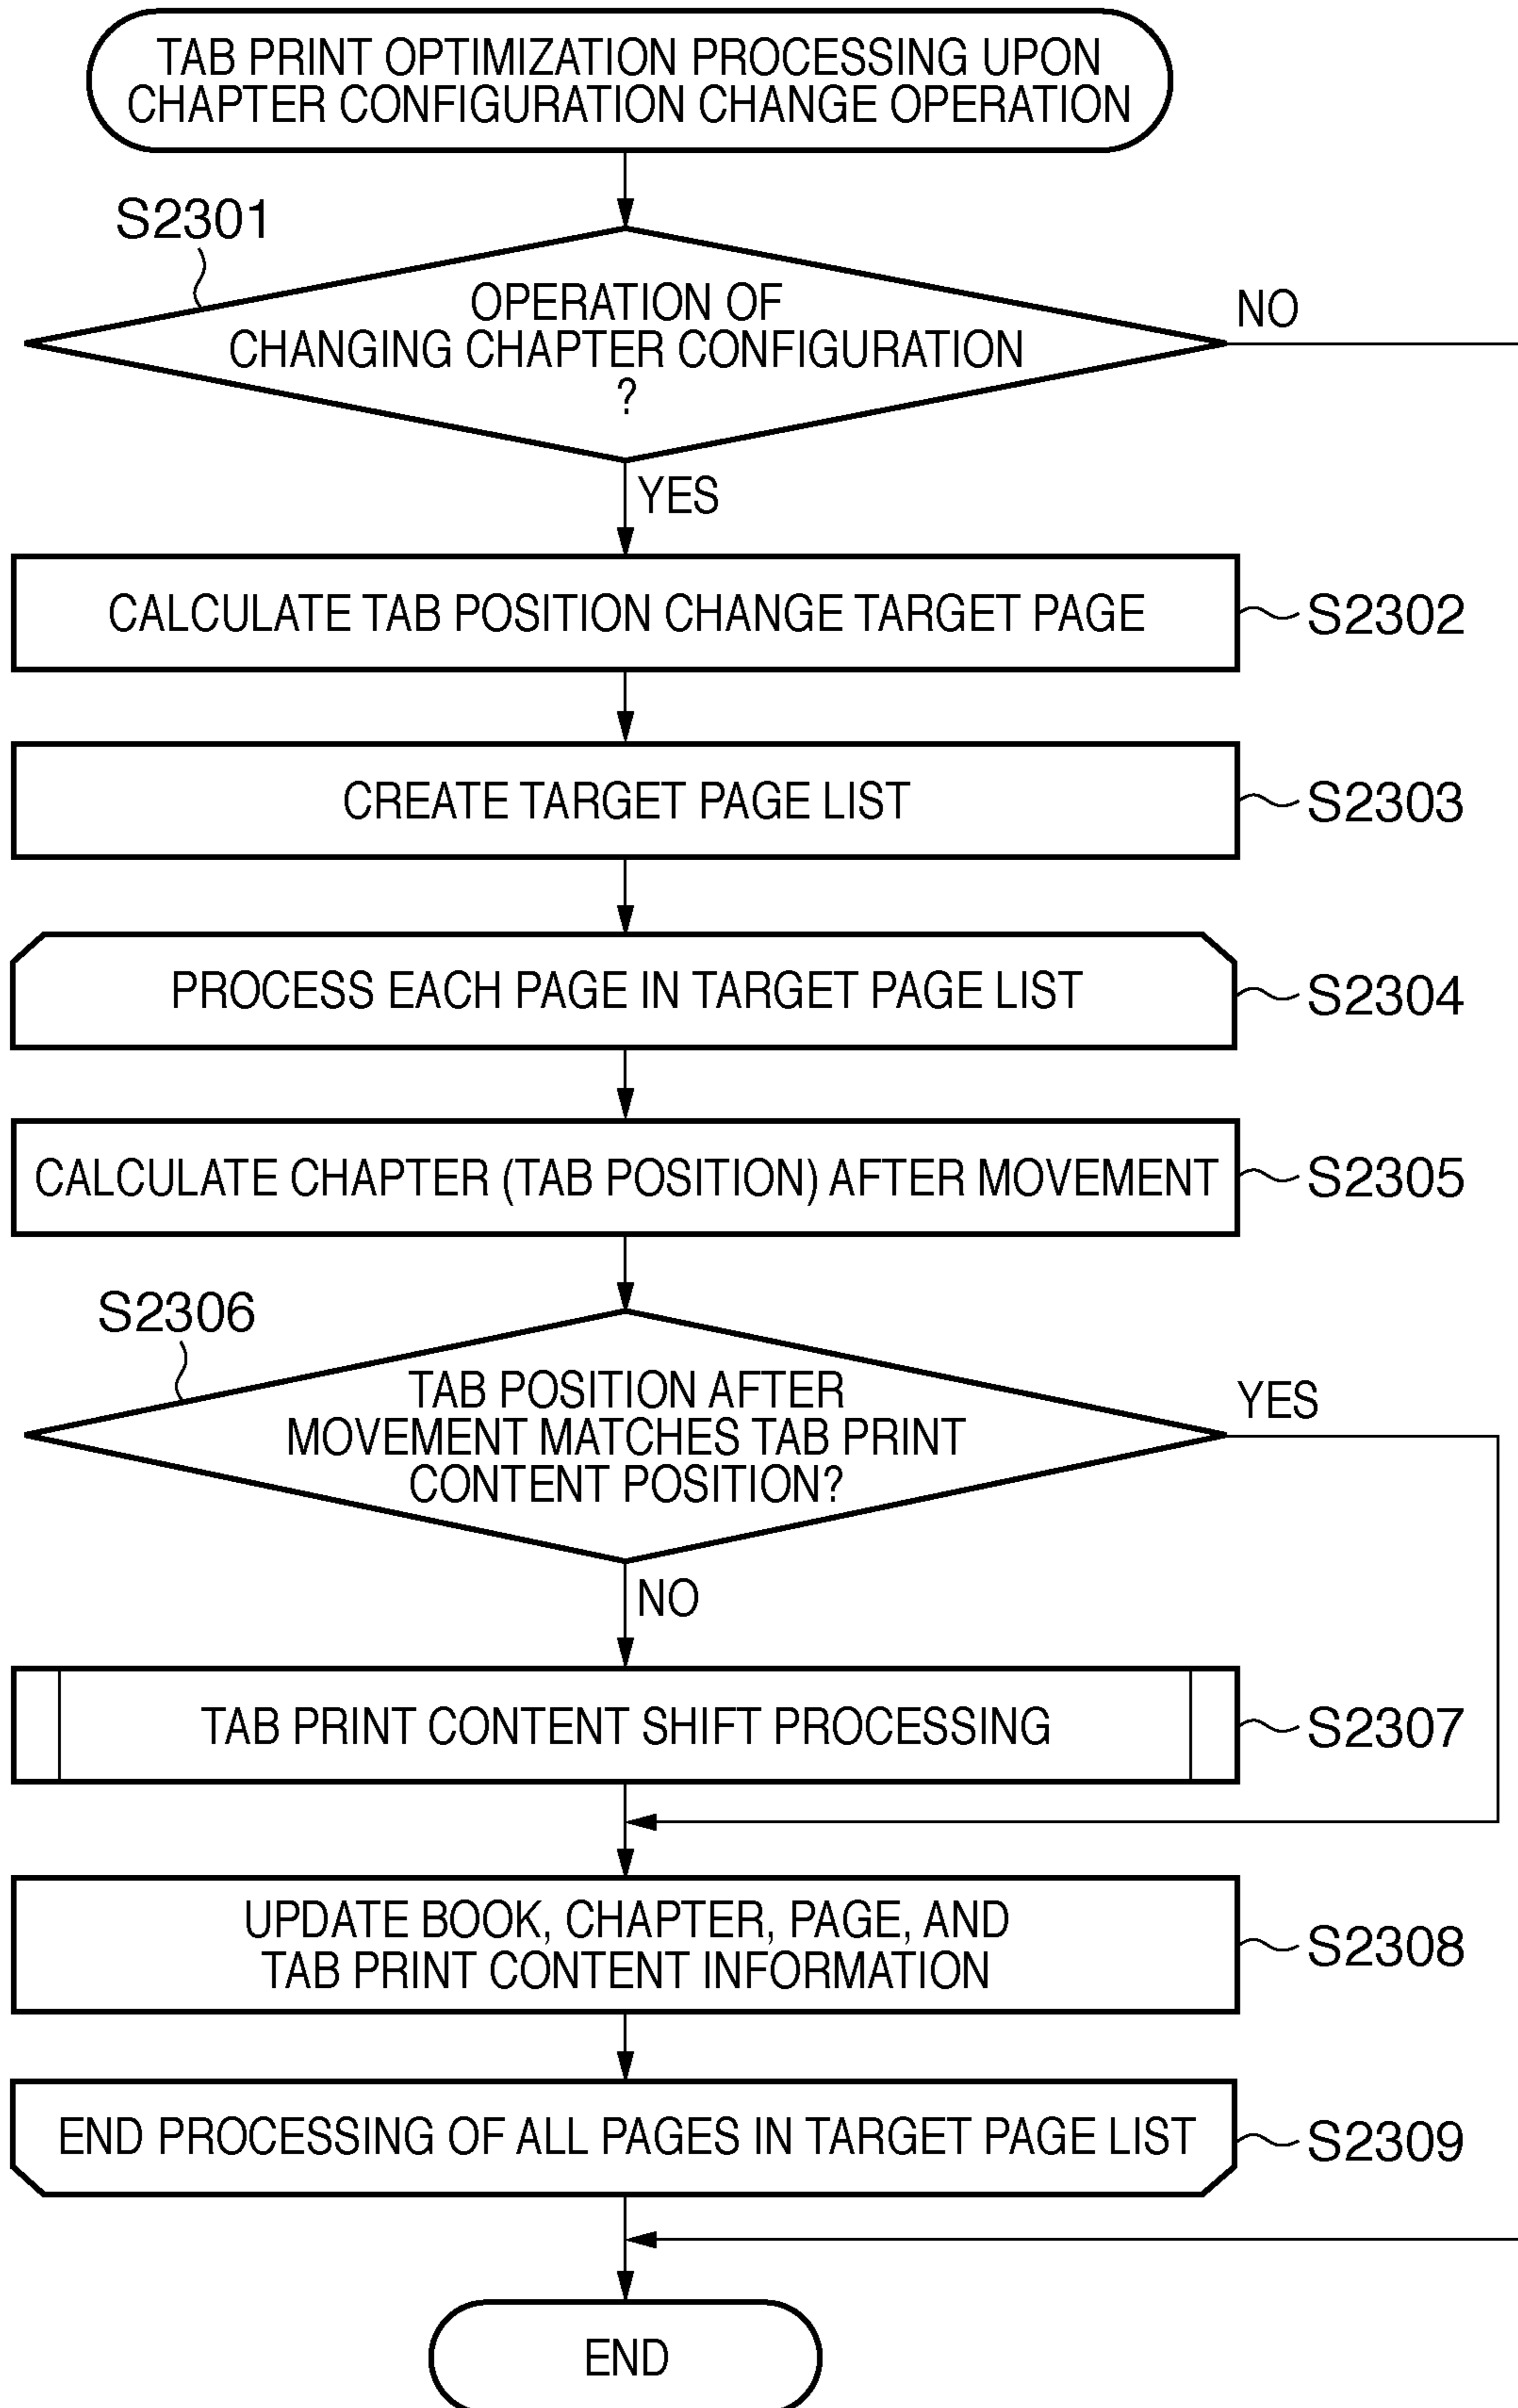 TAB PRINT OPTIMIZATION PROCESSING UPON
CHAPTER CONFIGURATION CHANGE OPERATION
S2301
OPERATION OF
CHANGING CHAPTER CONFIGURATION
?
NO
YES
CALCULATE TAB POSITION CHANGE TARGET PAGE
S2302
CREATE TARGET PAGE LIST
S2303
PROCESS EACH PAGE IN TARGET PAGE LIST
S2304
CALCULATE CHAPTER (TAB POSITION) AFTER MOVEMENT
S2305
S2306
TAB POSITION AFTER
MOVEMENT MATCHES TAB PRINT
CONTENT POSITION?
YES
NO
TAB PRINT CONTENT SHIFT PROCESSING
S2307
UPDATE BOOK, CHAPTER, PAGE, AND
TAB PRINT CONTENT INFORMATION
S2308
END PROCESSING OF ALL PAGES IN TARGET PAGE LIST
S2309
END